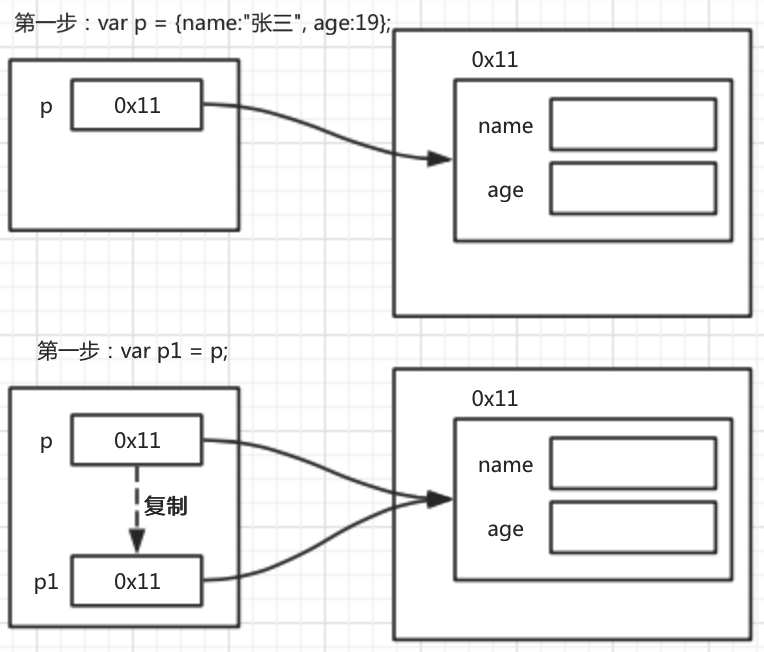 第一步：var p = {name:"张三", age:19};
0x11
p 0x11
name
age
第一步：var p1 = p;
0x11
p 0x11
name
复制
age
p1 0x11